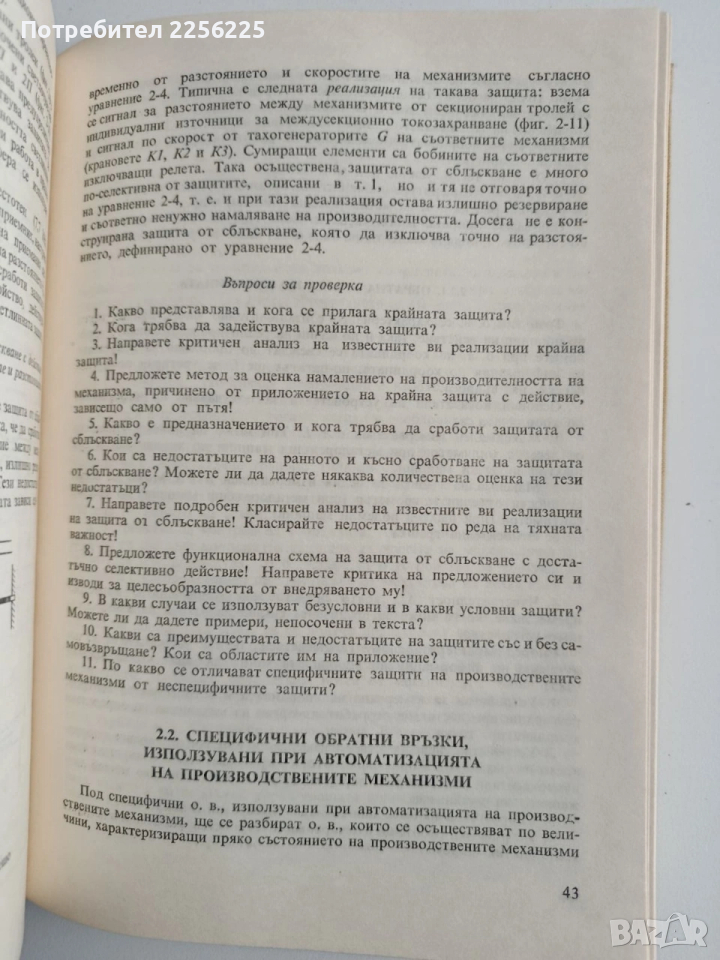 Потребител 2256225
временно от разстоянието и скоростите на механизмите съгласно
уравнение 2-4. Типична е следната реализация на такава защита: взема
се сигнал за разстоянието между механизмите от секциониран тролей с
индивидуални източници за междусекционно токозахранване (фиг. 2-11)
и сигнал по скорост от тахогенераторите G на съответните механизми
(крановете К1, К2 и К3). Сумиращи елементи са бобините на съответните
изключващи релета. Така осъществена, защитата от сблъскване е много
по-селективна от защитите, описани в т. 1, но и тя не отговаря точно
на уравнение 2-4, т. е. и при тази реализация остава излишно резервиране
и съответно ненужно намаляване на производителността. Досега не е кон-
струирана защита от сблъскване, която да изключва точно на разстоя-
нието, дефинирано от уравнение 2-4.
Въпроси за проверка
1. Какво представлява и кога се прилага крайната защита?
2. Кога трябва да задействува крайната защита?
3. Направете критичен анализ на известните ви реализации крайна
защита!
4. Предложете метод за оценка намалението на производителността на
механизма, причинено от приложението на крайна защита с действие,
зависещо само от пътя!
5. Какво е предназначението и кога трябва да сработи защитата от
сблъскване?
6. Кои са недостатъците на ранното и късно сработване на защитата
от сблъскване? Можете ли да дадете някаква количествена оценка на тези
недостатъци?
7. Направете подробен критичен анализ на известните ви реализации
на защита от сблъскване! Класирайте недостатъците по реда на тяхната
важност!
8. Предложете функционална схема на защита от сблъскване с доста-
тъчно селективно действие! Направете критика на предложението си и
изводи за целесъобразността от внедряването му!
9. В какви случаи се използуват безусловни и в какви условни защити?
Можете ли да дадете примери, непосочени в текста?
10. Какви са преимуществата и недостатъците на защитите със и без са-
мовъзвръщане? Кои са областите им на приложение?
11. По какво се отличават специфичните защити на производствените
механизми от неспецифичните защити?
2.2. СПЕЦИФИЧНИ ОБРАТНИ ВРЪЗКИ,
ИЗПОЛЗУВАНИ ПРИ АВТОМАТИЗАЦИЯТА
НА ПРОИЗВОДСТВЕНИТЕ МЕХАНИЗМИ
Под специфични о. в., използувани при автоматизацията на производ-
ствените механизми, ще се разбират о. в., които се осъществяват по вели-
чини, характеризиращи пряко състоянието на производствените механизми
43
BAZAR.bg